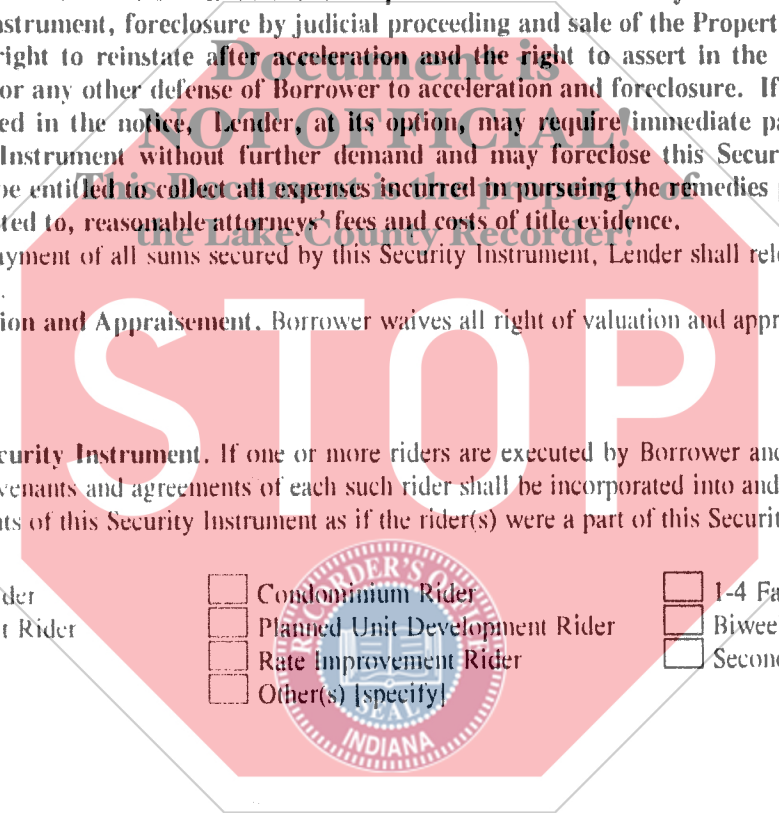 nstrument, foreclosure by judicial proceeding and sale of the Propert
right to reinstate after acceleration and the right to assert in the
Document is
or any other defense of Borrower to acceleration and foreclosure. If
NOT OFFICIAL!
ed in the notice, Lender, at its option, may require immediate pa
Instrument without further demand and may foreclose this Secur
This Document is the property of
be entitled to collect all expenses incurred in pursuing the remedies
ted to, reasonable attorneys' fees and costs of title evidence.
the Lake County Recorder!
ayment of all sums secured by this Security Instrument, Lender shall rele
ion and Appraisement. Borrower waives all right of valuation and appr
STOP
curity Instrument. If one or more riders are executed by Borrower and
venants and agreements of each such rider shall be incorporated into and
ts of this Security Instrument as if the rider(s) were a part of this Securit
der
Condominium Rider
1-4 Fa
t Rider
Planned Unit Development Rider
Biwee
Rate Improvement Rider
Second
Other(s) [specify]
RECORDER'S OFFICE
SEAL
INDIANA